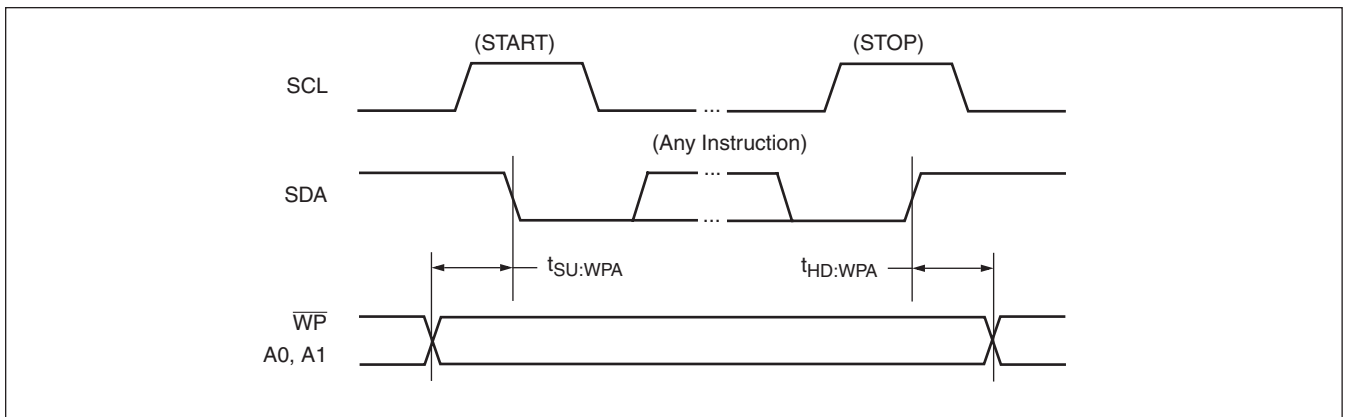 (START)
(STOP)
SCL
...
(Any Instruction)
...
SDA
...
tSU:WPA
tHD:WPA
WP
A0, A1